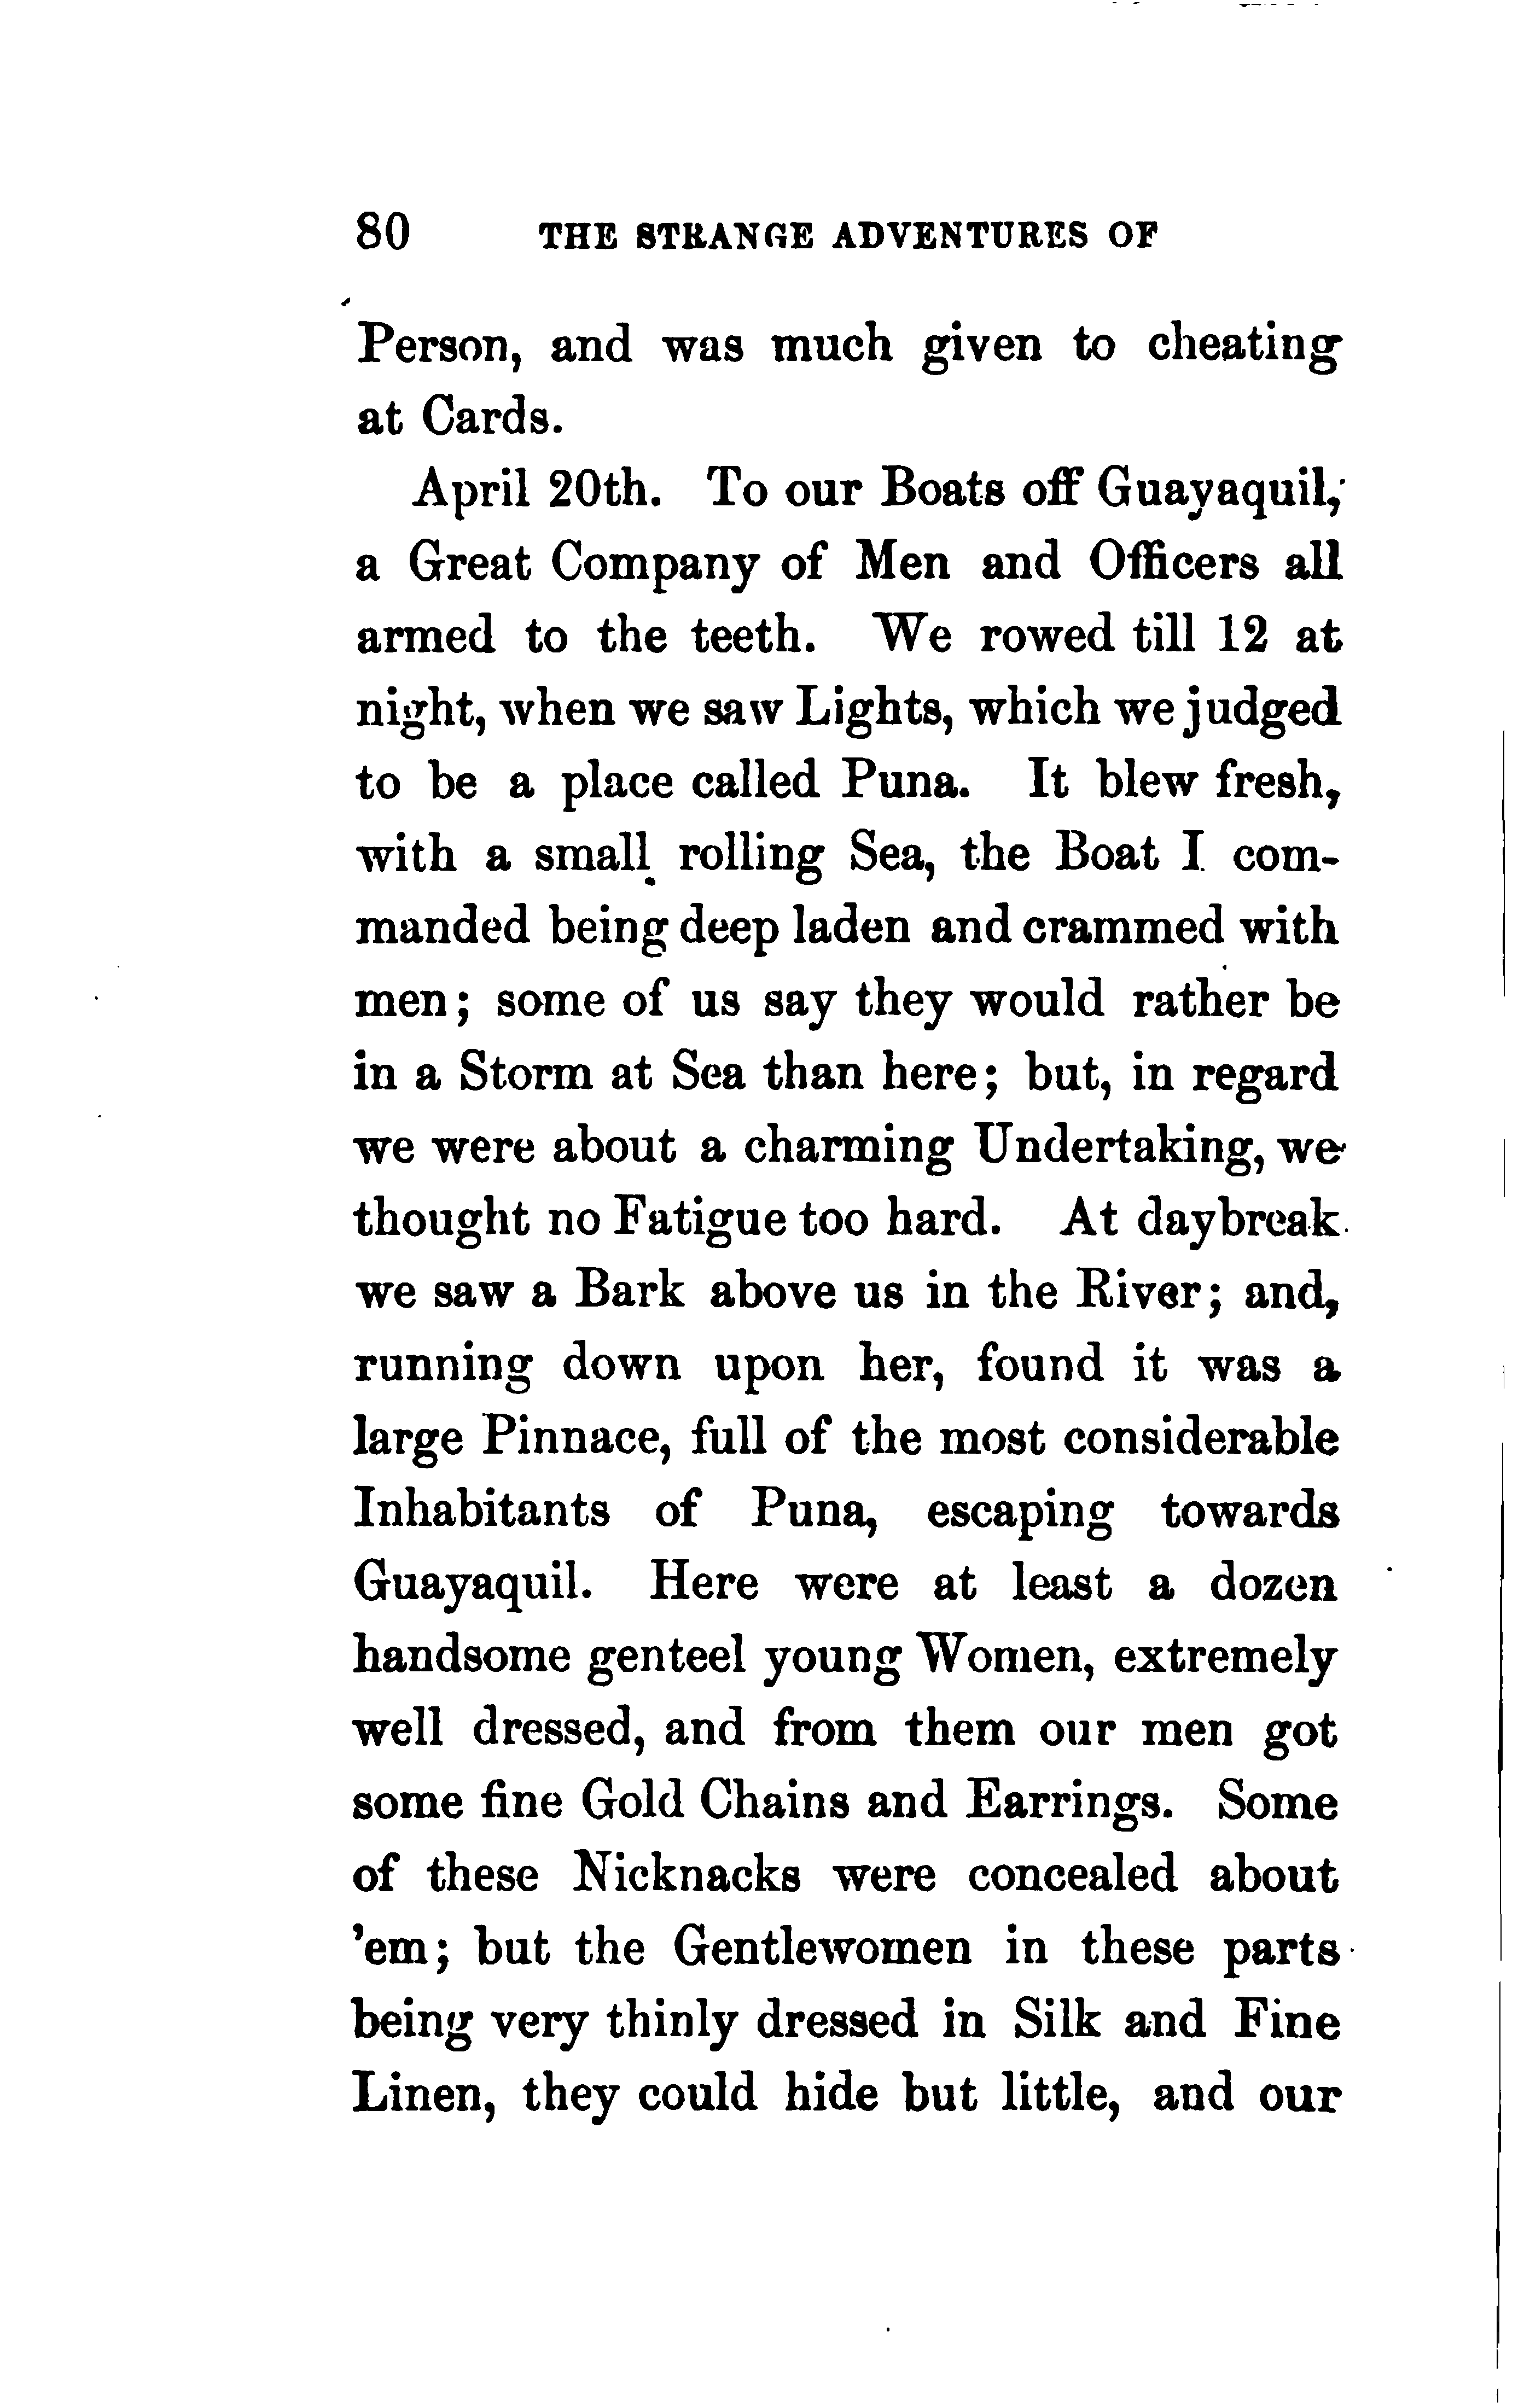 80 THE STRANGE ADVENTURES OF
Person, and was much given to cheating
at Cards.
April 20th. To our Boats off Guayaquil,
a Great Company of Men and Officers all
armed to the teeth. We rowed till 12 at
night, when we saw Lights, which we judged
to be a place called Puna. It blew fresh,
with a small rolling Sea, the Boat I com-
manded being deep laden and crammed with
men; some of us say they would rather be
in a Storm at Sea than here; but, in regard
we were about a charming Undertaking, we
thought no Fatigue too hard. At daybreak
we saw a Bark above us in the River; and,
running down upon her, found it was a
large Pinnace, full of the most considerable
Inhabitants of Puna, escaping towards
Guayaquil. Here were at least a dozen
handsome genteel young Women, extremely
well dressed, and from them our men got
some fine Gold Chains and Earrings. Some
of these Nicknacks were concealed about
'em; but the Gentlewomen in these parts
being very thinly dressed in Silk and Fine
Linen, they could hide but little, and our